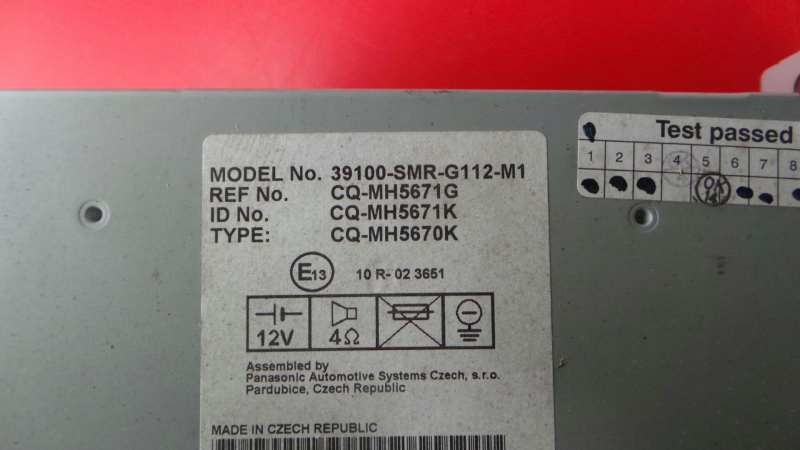 MODEL No. 39100-SMR-G112-M1
REF No. CQ-MH5671G
ID No. CQ-MH5671K
TYPE: CQ-MH5670K
E13 10 R- 02 3651
12V 4Ω
Assembled by
Panasonic Automotive Systems Czech, s.r.o.
Pardubice, Czech Republic
MADE IN CZECH REPUBLIC
Test passed
1 2 3 4 5 6 7 8
OK